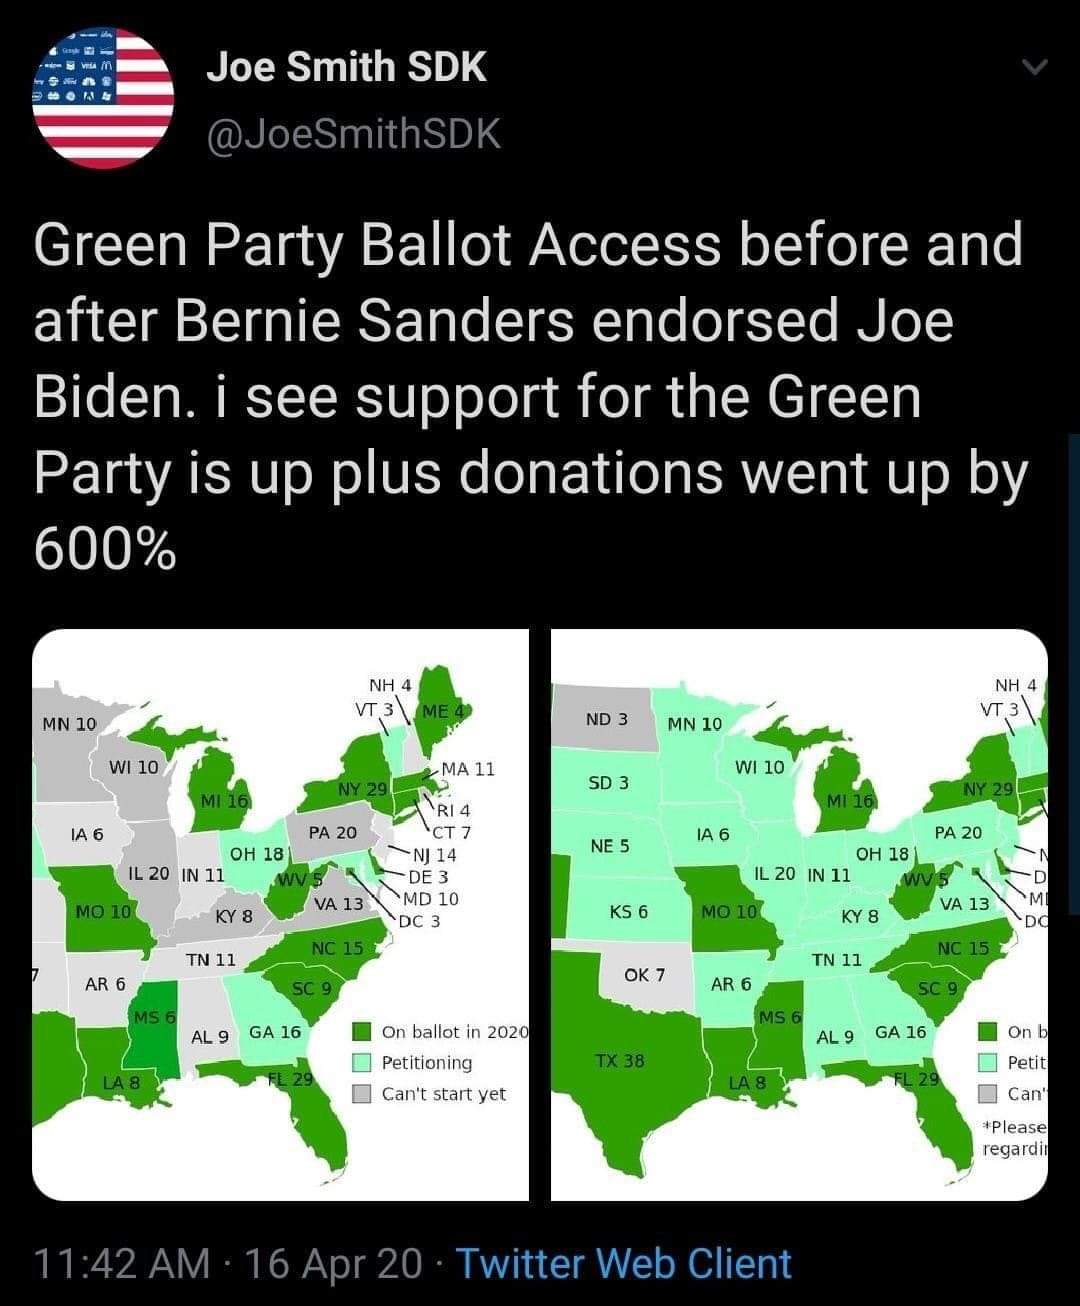 Joe Smith SDK
@JoeSmithSDK
Green Party Ballot Access before and
after Bernie Sanders endorsed Joe
Biden. i see support for the Green
Party is up plus donations went up by
600%
NH 4
VT 3
ME 4
MN 10
WI 10
MA 11
MI 16
NY 29
RI 4
IA 6
PA 20
CT 7
OH 18
NJ 14
IL 20
IN 11
WV 5
DE 3
MD 10
MO 10
KY 8
VA 13
DC 3
NC 15
TN 11
7
AR 6
SC 9
MS 6
AL 9
GA 16
On ballot in 2020
Petitioning
LA 8
FL 29
Can't start yet
NH 4
VT 3
ND 3
MN 10
WI 10
SD 3
MI 16
NY 29
NE 5
IA 6
PA 20
OH 18
N
IL 20
IN 11
WV 5
D
KS 6
MO 10
KY 8
VA 13
MD
DC
NC 15
TN 11
OK 7
AR 6
SC 9
MS 6
AL 9
GA 16
On b
TX 38
Petit
LA 8
FL 29
Can'
*Please
regardin
11:42 AM · 16 Apr 20 · Twitter Web Client